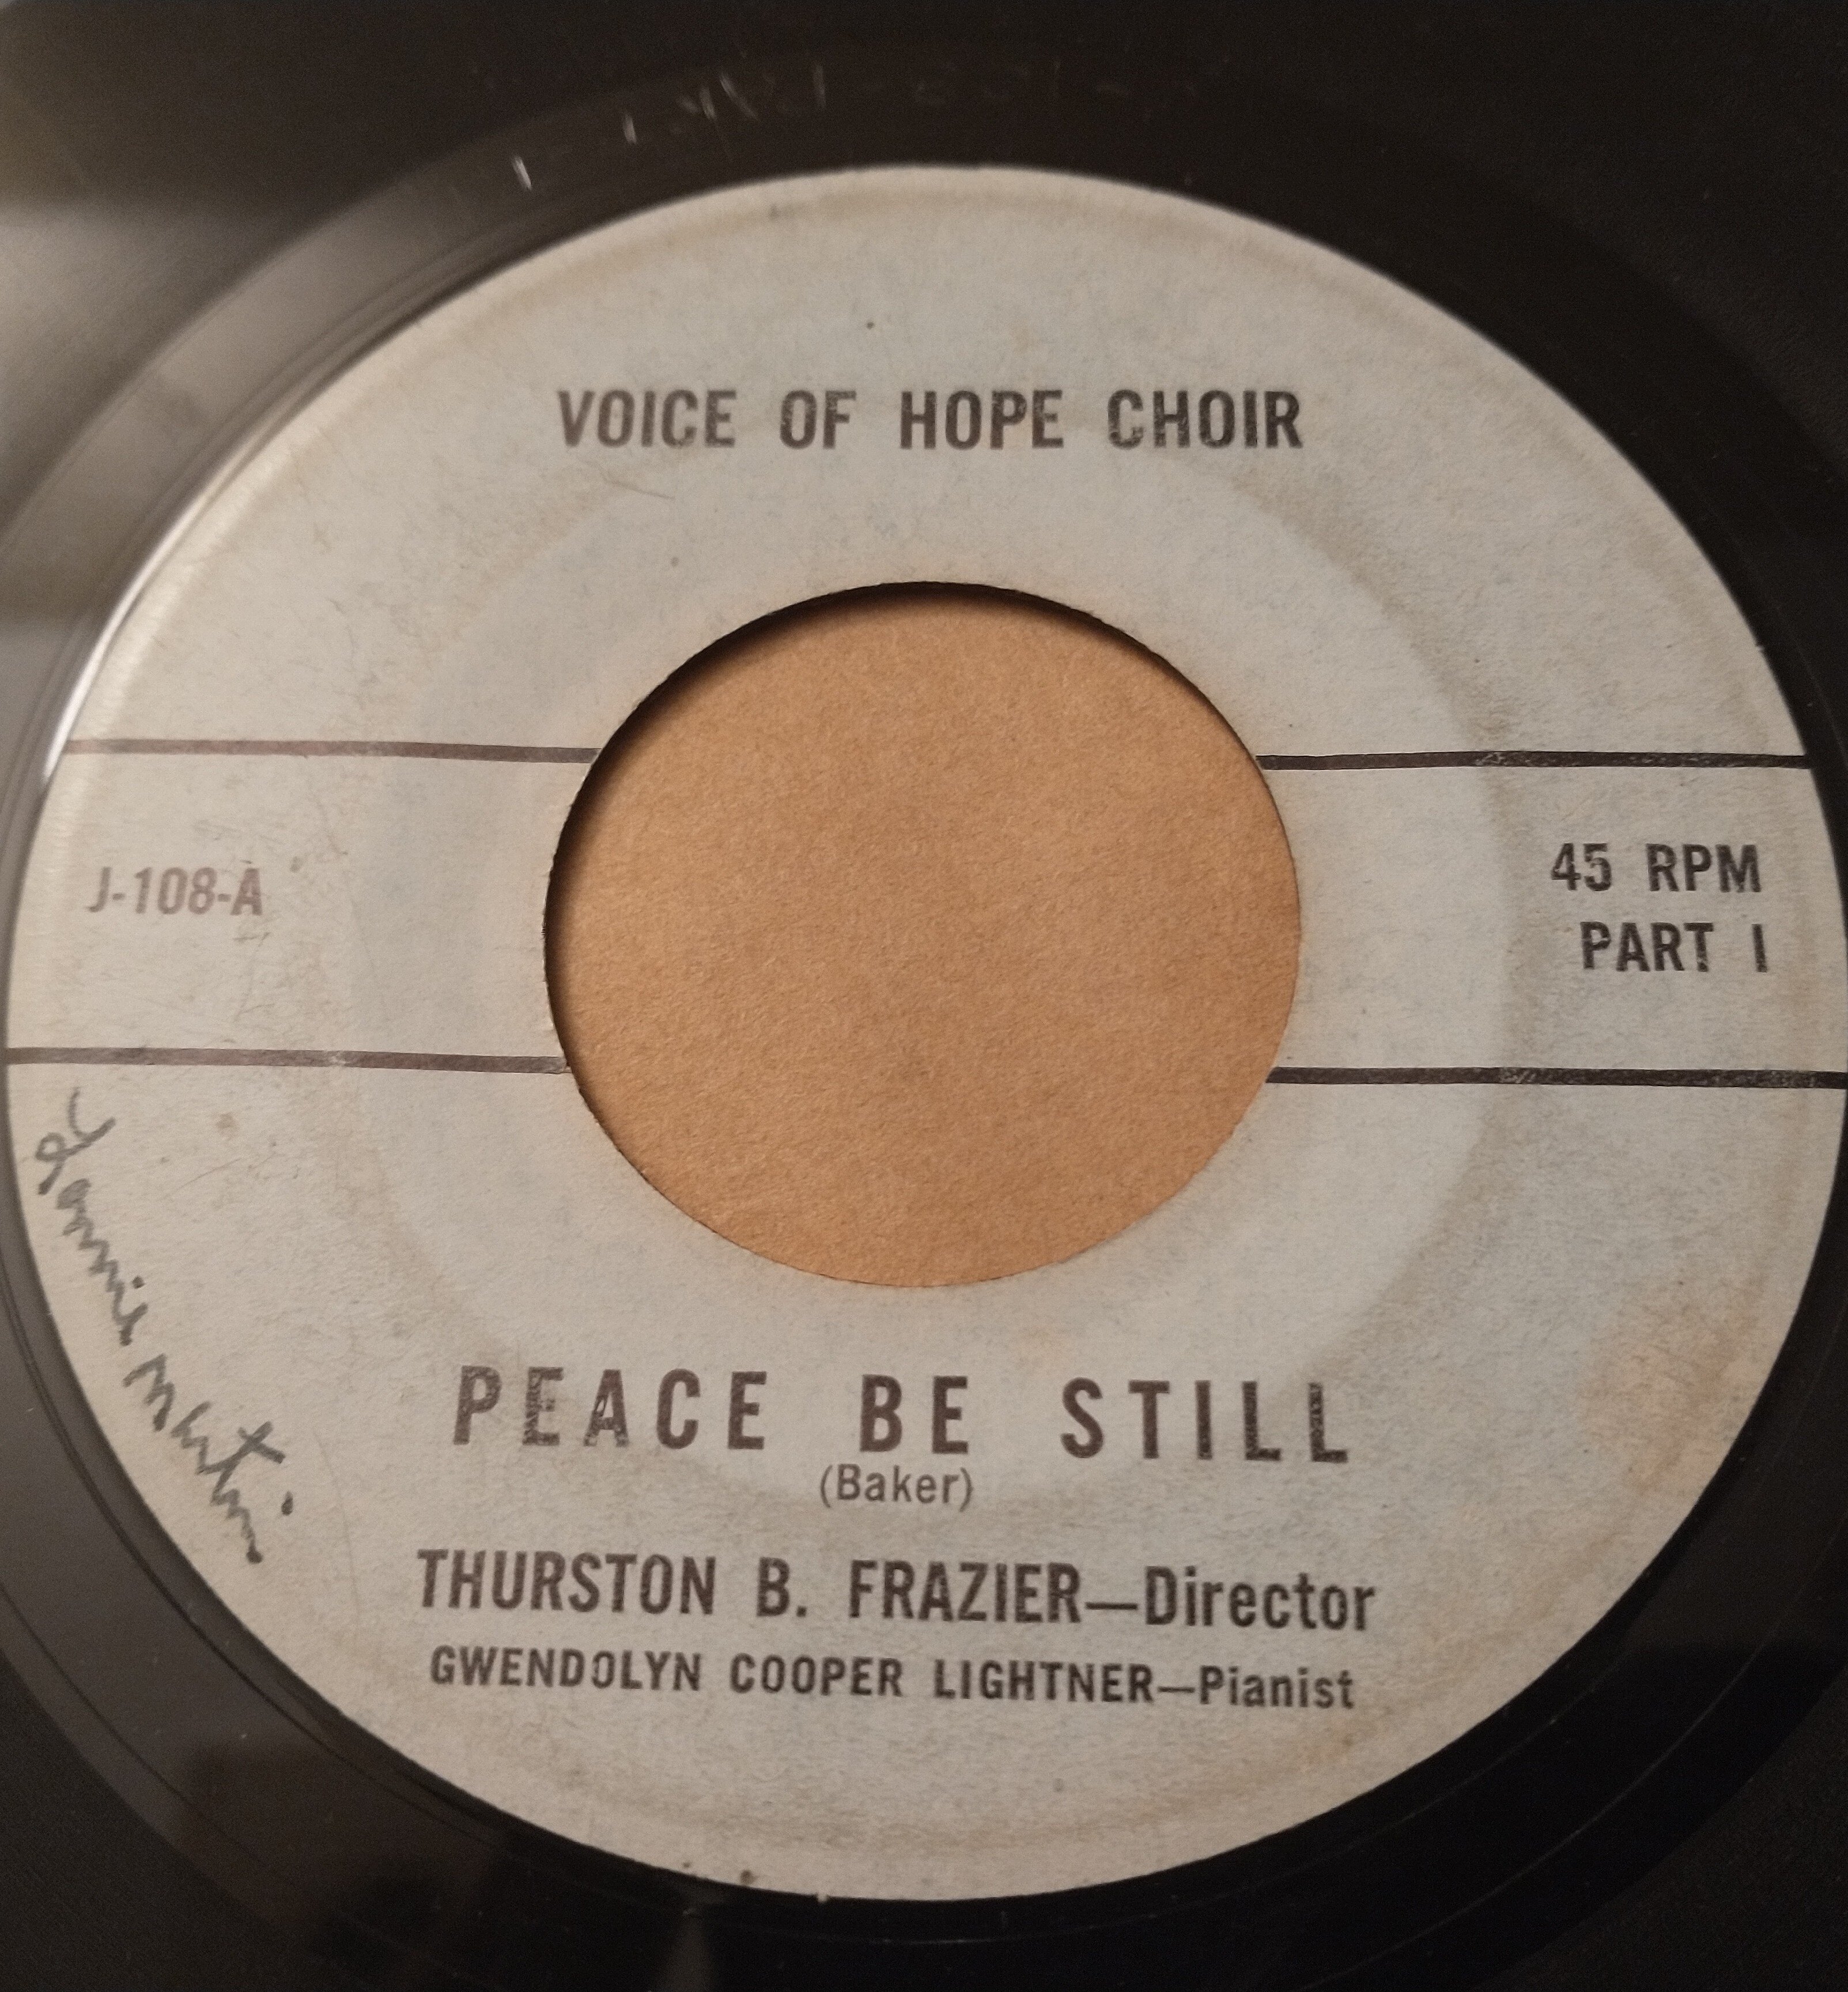 VOICE OF HOPE CHOIR
J-108-A
45 RPM
PART I
PEACE BE STILL
(Baker)
THURSTON B. FRAZIER—Director
GWENDOLYN COOPER LIGHTNER—Pianist